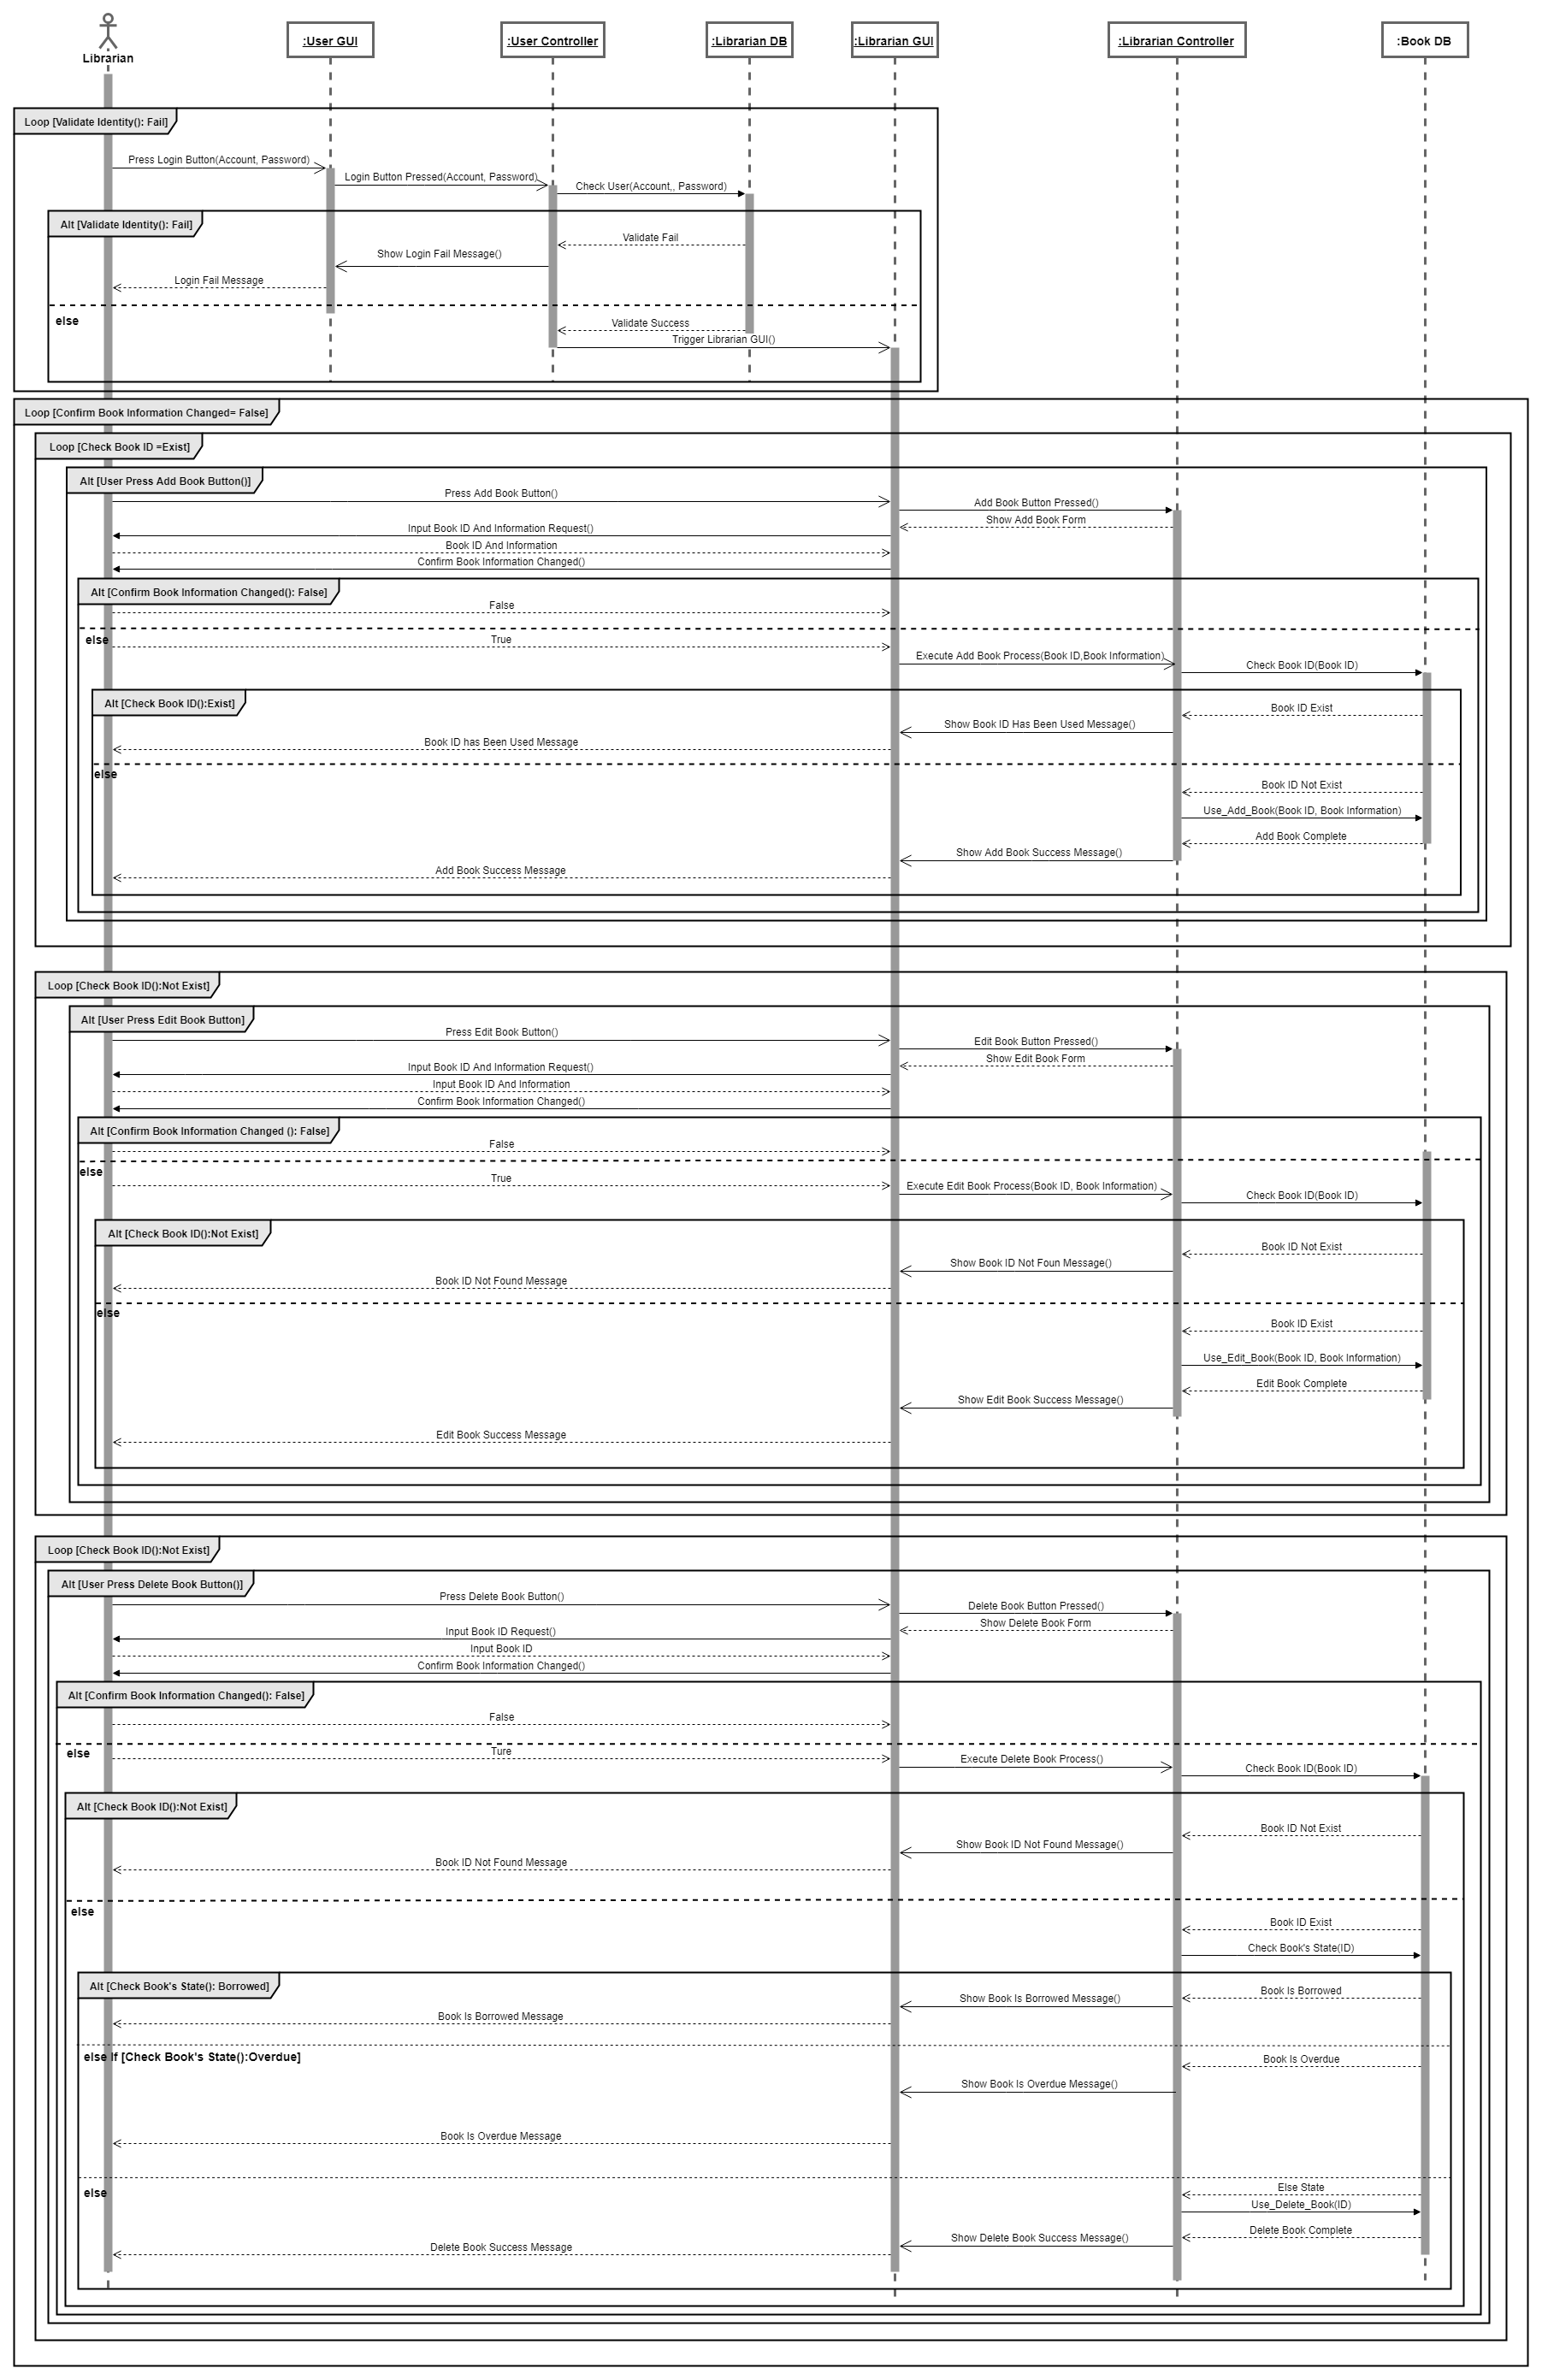 Librarian
:User GUI
:User Controller
:Librarian DB
:Librarian GUI
:Librarian Controller
:Book DB
Loop [Validate Identity(): Fail]
Press Login Button(Account, Password)
Login Button Pressed(Account, Password)
Check User(Account,, Password)
Alt [Validate Identity(): Fail]
Validate Fail
Show Login Fail Message()
Login Fail Message
else
Validate Success
Trigger Librarian GUI()
Loop [Confirm Book Information Changed= False]
Loop [Check Book ID =Exist]
Alt [User Press Add Book Button()]
Press Add Book Button()
Add Book Button Pressed()
Show Add Book Form
Input Book ID And Information Request()
Book ID And Information
Confirm Book Information Changed()
Alt [Confirm Book Information Changed(): False]
False
else
True
Execute Add Book Process(Book ID,Book Information)
Check Book ID(Book ID)
Alt [Check Book ID():Exist]
Book ID Exist
Show Book ID Has Been Used Message()
Book ID has Been Used Message
else
Book ID Not Exist
Use_Add_Book(Book ID, Book Information)
Add Book Complete
Show Add Book Success Message()
Add Book Success Message
Loop [Check Book ID():Not Exist]
Alt [User Press Edit Book Button]
Press Edit Book Button()
Edit Book Button Pressed()
Show Edit Book Form
Input Book ID And Information Request()
Input Book ID And Information
Confirm Book Information Changed()
Alt [Confirm Book Information Changed (): False]
False
else
True
Execute Edit Book Process(Book ID, Book Information)
Check Book ID(Book ID)
Alt [Check Book ID():Not Exist]
Book ID Not Exist
Show Book ID Not Foun Message()
Book ID Not Found Message
else
Book ID Exist
Use_Edit_Book(Book ID, Book Information)
Edit Book Complete
Show Edit Book Success Message()
Edit Book Success Message
Loop [Check Book ID():Not Exist]
Alt [User Press Delete Book Button()]
Press Delete Book Button()
Delete Book Button Pressed()
Show Delete Book Form
Input Book ID Request()
Input Book ID
Confirm Book Information Changed()
Alt [Confirm Book Information Changed(): False]
False
else
Ture
Execute Delete Book Process()
Check Book ID(Book ID)
Alt [Check Book ID():Not Exist]
Book ID Not Exist
Show Book ID Not Found Message()
Book ID Not Found Message
else
Book ID Exist
Check Book's State(ID)
Alt [Check Book's State(): Borrowed]
Book Is Borrowed
Show Book Is Borrowed Message()
Book Is Borrowed Message
else If [Check Book's State():Overdue]
Book Is Overdue
Show Book Is Overdue Message()
Book Is Overdue Message
else
Else State
Use_Delete_Book(ID)
Delete Book Complete
Show Delete Book Success Message()
Delete Book Success Message